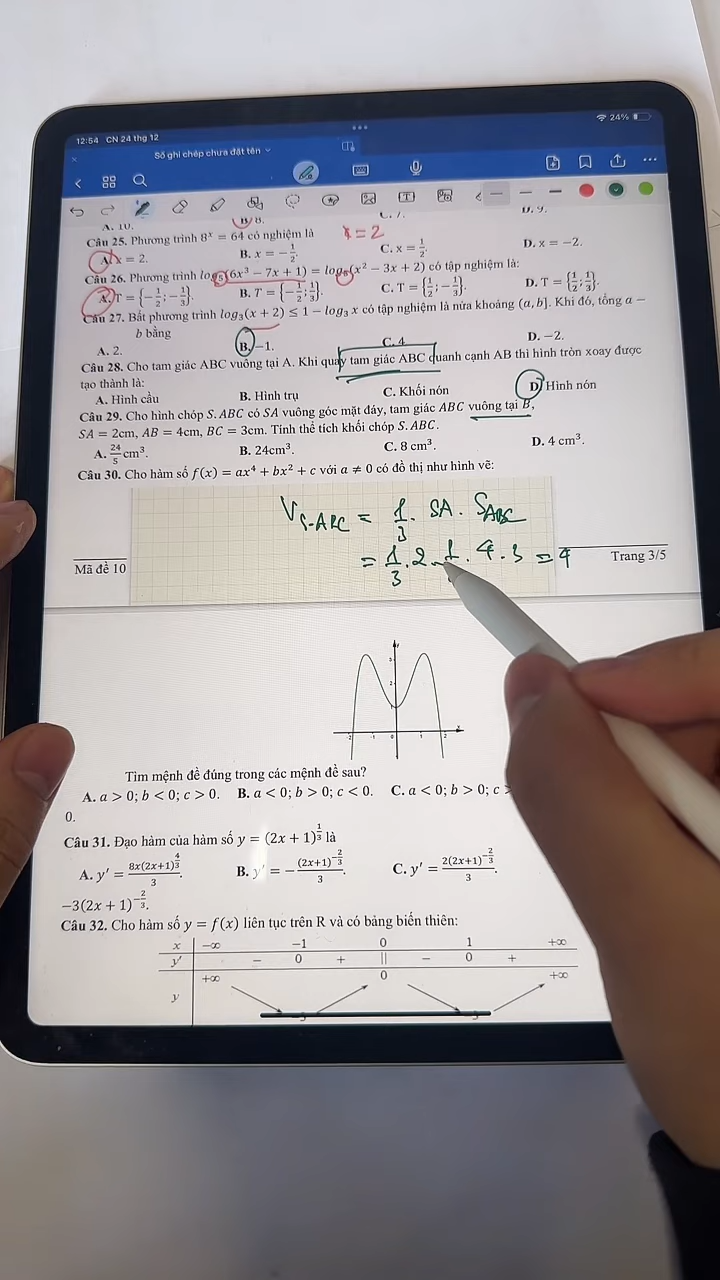 12:54 CN 24 thg 12
24%
Sổ ghi chép chưa đặt tên
A. 10.
B. 8.
C. 7.
D. 9.
Câu 25. Phương trình 8ˣ = 64 có nghiệm là
x = 2
A. x = 2.
B. x = −1/2.
C. x = 1/2.
D. x = −2.
Câu 26. Phương trình log₅(6x³ − 7x + 1) = log₅(x² − 3x + 2) có tập nghiệm là:
A. T = {−1/2; −1/3}.
B. T = {−1/2; 1/3}.
C. T = {1/2; −1/3}.
D. T = {1/2; 1/3}.
Câu 27. Bất phương trình log₃(x + 2) ≤ 1 − log₃ x có tập nghiệm là nửa khoảng (a, b]. Khi đó, tổng a −
b bằng
A. 2.
B. −1.
C. 4
D. −2.
Câu 28. Cho tam giác ABC vuông tại A. Khi quay tam giác ABC quanh cạnh AB thì hình tròn xoay được
tạo thành là:
A. Hình cầu
B. Hình trụ
C. Khối nón
D. Hình nón
Câu 29. Cho hình chóp S. ABC có SA vuông góc mặt đáy, tam giác ABC vuông tại B,
SA = 2cm, AB = 4cm, BC = 3cm. Tính thể tích khối chóp S. ABC.
A. 24/5 cm³.
B. 24cm³.
C. 8 cm³.
D. 4 cm³.
Câu 30. Cho hàm số f(x) = ax⁴ + bx² + c với a ≠ 0 có đồ thị như hình vẽ:
V S.ABC = 1/3 . SA . S ABC
= 1/3 . 2 . 1 . 4 . 3 = 4
Mã đề 10
Trang 3/5
Tìm mệnh đề đúng trong các mệnh đề sau?
A. a > 0; b < 0; c > 0. B. a < 0; b > 0; c < 0. C. a < 0; b > 0; c >
0.
Câu 31. Đạo hàm của hàm số y = (2x + 1)^(1/3) là
A. y′ = 8x(2x+1)^(4/3)/3.
B. y′ = −(2x+1)^(−2/3)/3.
C. y′ = 2(2x+1)^(−2/3)/3.
−3(2x + 1)^(−2/3).
Câu 32. Cho hàm số y = f(x) liên tục trên R và có bảng biến thiên:
x −∞ −1 0 1 +∞
y′ − 0 + || − 0 +
+∞ 0 +∞
y